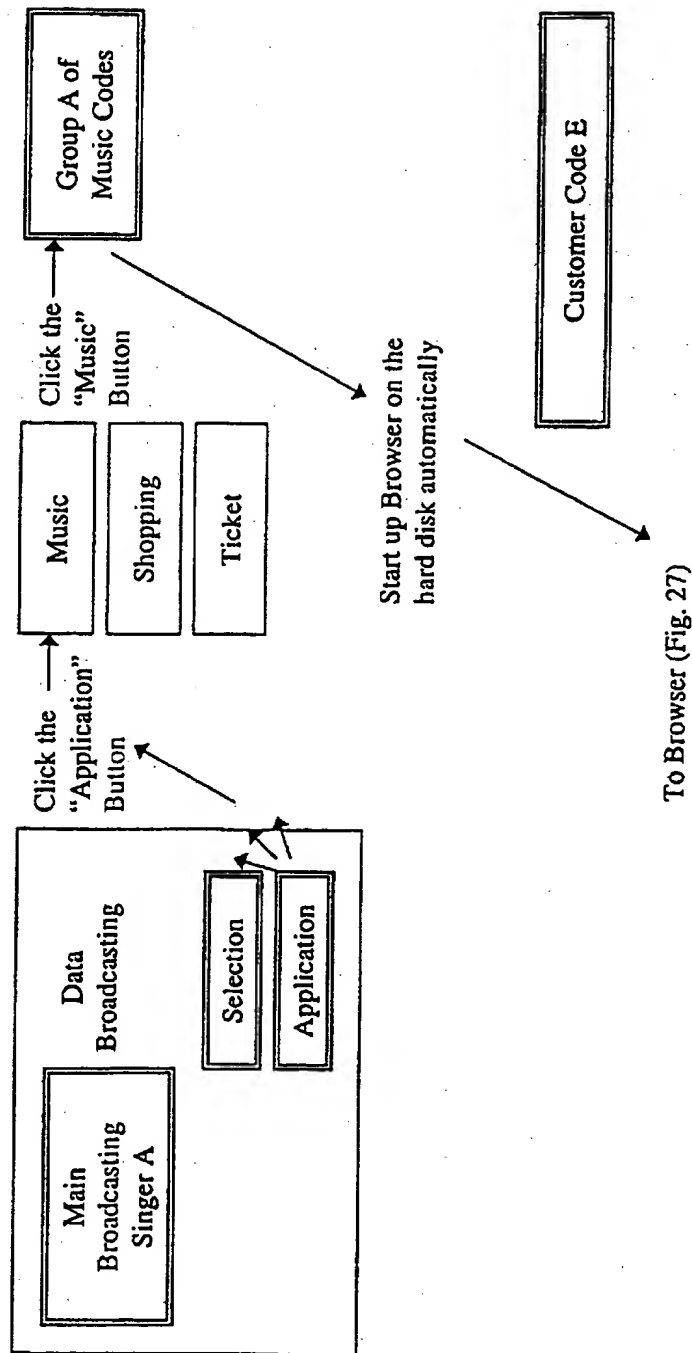 Main
Broadcasting
Singer A
Data
Broadcasting
Selection
Application
Click the
“Application”
Button
Music
Shopping
Ticket
Click the
“Music”
Button
Group A of
Music Codes
Start up Browser on the
hard disk automatically
Customer Code E
To Browser (Fig. 27)